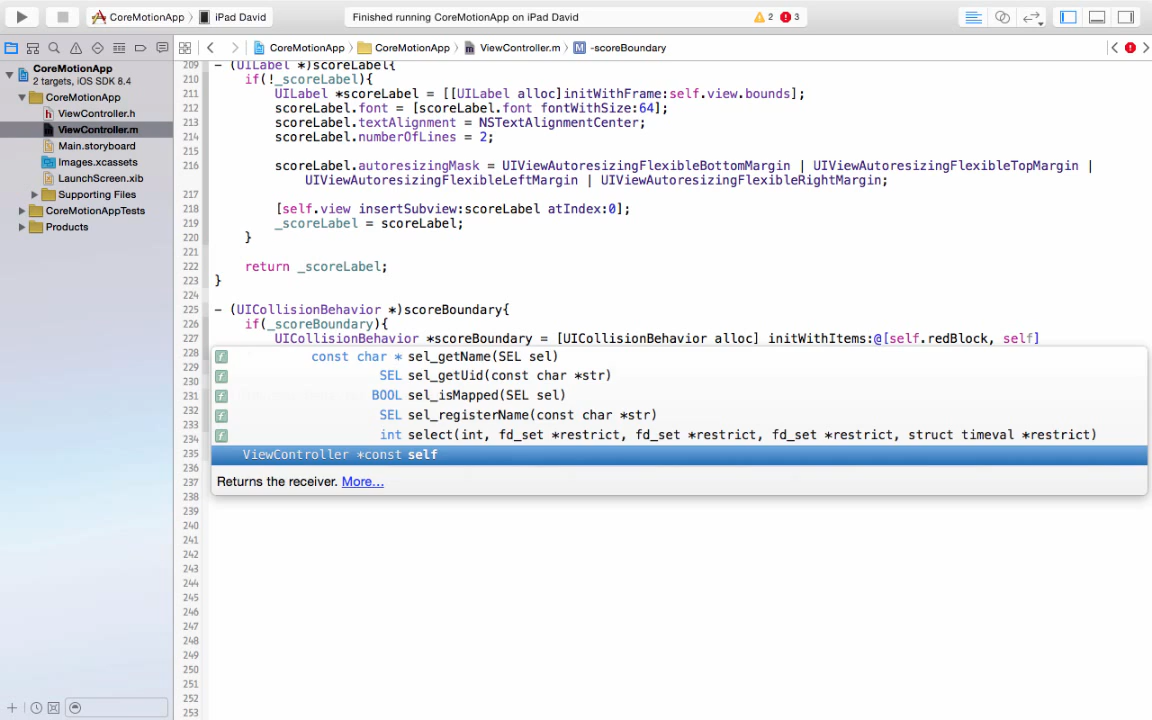 CoreMotionApp
iPad David
Finished running CoreMotionApp on iPad David
2
3
CoreMotionApp
CoreMotionApp
ViewController.m
M
-scoreBoundary
CoreMotionApp
2 targets, iOS SDK 8.4
CoreMotionApp
h ViewController.h
m ViewController.m
Main.storyboard
Images.xcassets
LaunchScreen.xib
Supporting Files
CoreMotionAppTests
Products
209 - (UILabel *)scoreLabel{
210 if(!_scoreLabel){
211 UILabel *scoreLabel = [[UILabel alloc]initWithFrame:self.view.bounds];
212 scoreLabel.font = [scoreLabel.font fontWithSize:64];
213 scoreLabel.textAlignment = NSTextAlignmentCenter;
214 scoreLabel.numberOfLines = 2;
215
216 scoreLabel.autoresizingMask = UIViewAutoresizingFlexibleBottomMargin | UIViewAutoresizingFlexibleTopMargin |
UIViewAutoresizingFlexibleLeftMargin | UIViewAutoresizingFlexibleRightMargin;
217
218 [self.view insertSubview:scoreLabel atIndex:0];
219 _scoreLabel = scoreLabel;
220 }
221
222 return _scoreLabel;
223 }
224
225 - (UICollisionBehavior *)scoreBoundary{
226 if(_scoreBoundary){
227 UICollisionBehavior *scoreBoundary = [UICollisionBehavior alloc] initWithItems:@[self.redBlock, self]
228 f const char * sel_getName(SEL sel)
229 f SEL sel_getUid(const char *str)
231 f BOOL sel_isMapped(SEL sel)
232 f SEL sel_registerName(const char *str)
233
234 f int select(int, fd_set *restrict, fd_set *restrict, fd_set *restrict, struct timeval *restrict)
235 ViewController *const self
236
237 Returns the receiver. More...
238
239
240
241
242
243
244
245
246
247
248
249
250
251
252
253